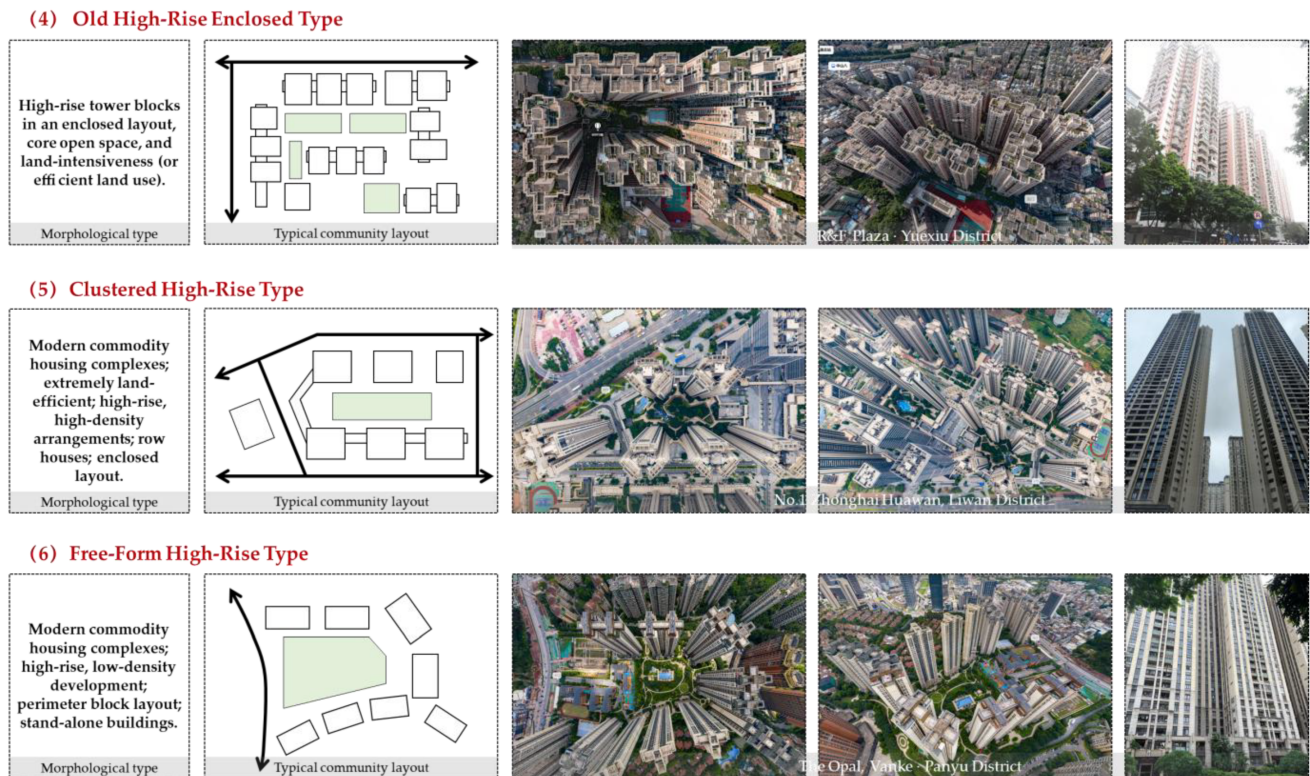 （4） Old High-Rise Enclosed Type
High-rise tower blocks
in an enclosed layout,
core open space, and
land-intensiveness (or
efficient land use).
Morphological type
Typical community layout
R&F Plaza · Yuexiu District
（5） Clustered High-Rise Type
Modern commodity
housing complexes;
extremely land-
efficient; high-rise,
high-density
arrangements; row
houses; enclosed
layout.
Morphological type
Typical community layout
No.1 Zhonghai Huawan, Liwan District
（6） Free-Form High-Rise Type
Modern commodity
housing complexes;
high-rise, low-density
development;
perimeter block layout;
stand-alone buildings.
Morphological type
Typical community layout
The Opal, Vanke · Panyu District